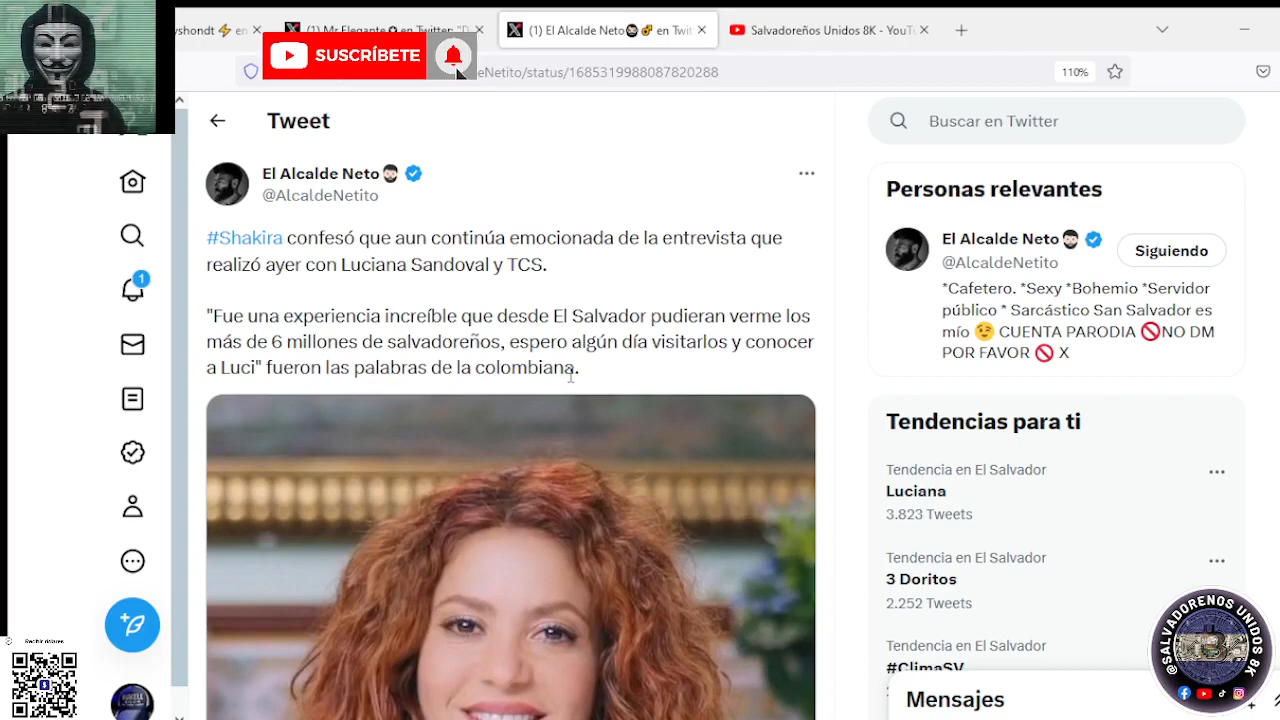 yshondt⚡ en
(1) Mr Elegante
en Twitter: "D
(1) El Alcalde Neto🧔🏻🎺 en Twit
Salvadoreños Unidos 8K - YouTu
SUSCRÍBETE
eNetito/status/1685319988087820288
110%
Tweet
Buscar en Twitter
El Alcalde Neto🧔🏻
@AlcaldeNetito
#Shakira confesó que aun continúa emocionada de la entrevista que
realizó ayer con Luciana Sandoval y TCS.
"Fue una experiencia increíble que desde El Salvador pudieran verme los
más de 6 millones de salvadoreños, espero algún día visitarlos y conocer
a Luci" fueron las palabras de la colombiana.
Personas relevantes
El Alcalde Neto🧔🏻
@AlcaldeNetito
Siguiendo
*Cafetero. *Sexy *Bohemio *Servidor
público * Sarcástico San Salvador es
mío 😉 CUENTA PARODIA 🚫NO DM
POR FAVOR 🚫 X
Tendencias para ti
Tendencia en El Salvador
Luciana
3.823 Tweets
Tendencia en El Salvador
3 Doritos
2.252 Tweets
Tendencia en El Salvador
#ClimaSV
Mensajes
1
Recibir dólares
@SALVADOREÑOS UNIDOS 8K